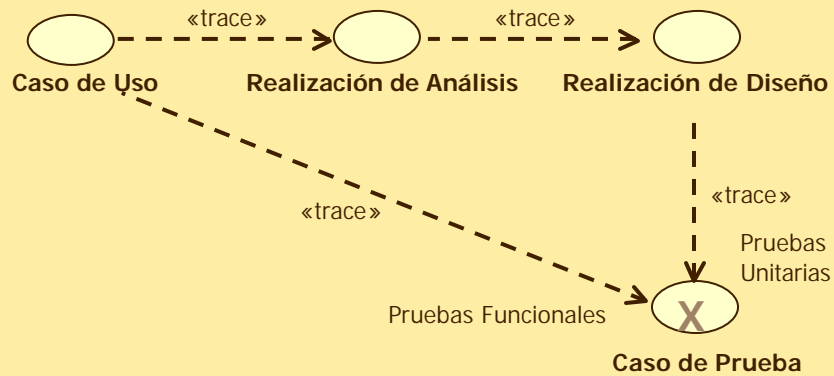 «trace»
«trace»
Caso de Uso
Realización de Análisis
Realización de Diseño
«trace»
«trace»
Pruebas
Unitarias
Pruebas Funcionales
X
Caso de Prueba